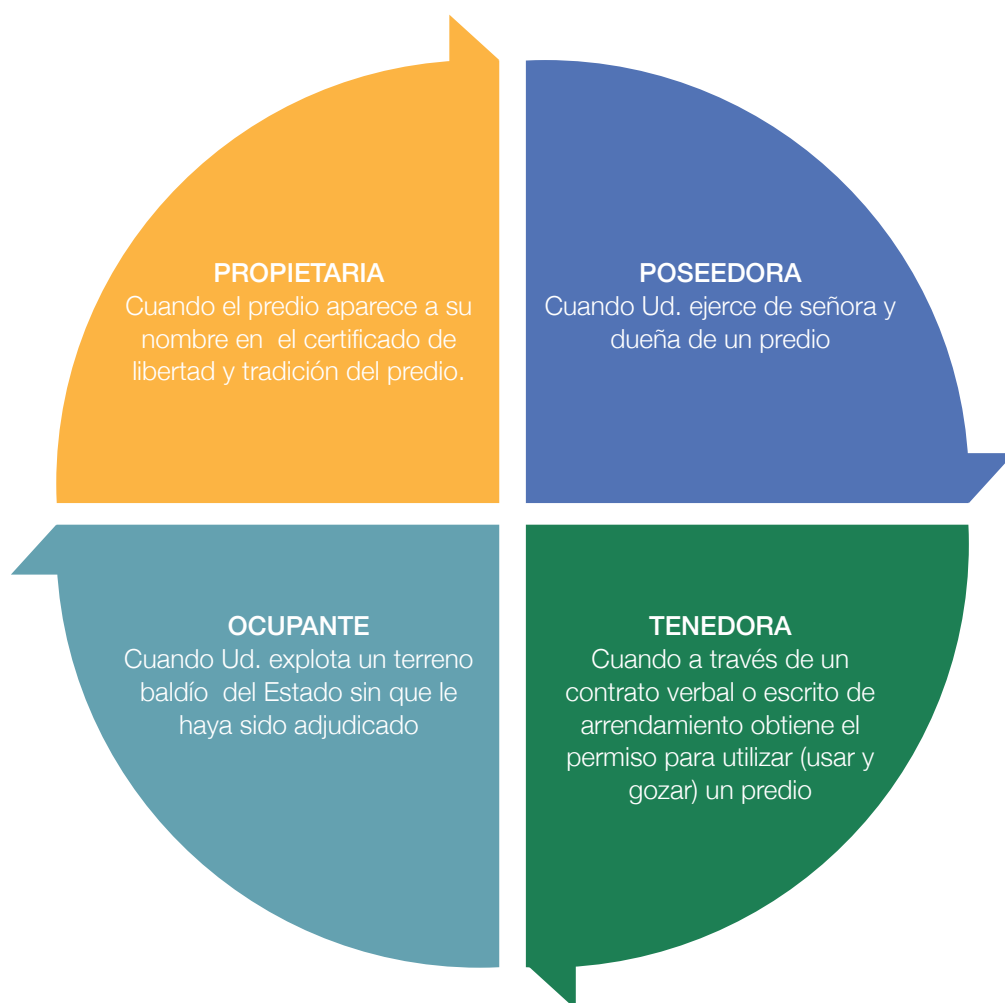 PROPIETARIA
Cuando el predio aparece a su
nombre en  el certificado de
libertad y tradición del predio.
POSEEDORA
Cuando Ud. ejerce de señora y
dueña de un predio
OCUPANTE
Cuando Ud. explota un terreno
baldío  del Estado sin que le
haya sido adjudicado
TENEDORA
Cuando a través de un
contrato verbal o escrito de
arrendamiento obtiene el
permiso para utilizar (usar y
gozar) un predio